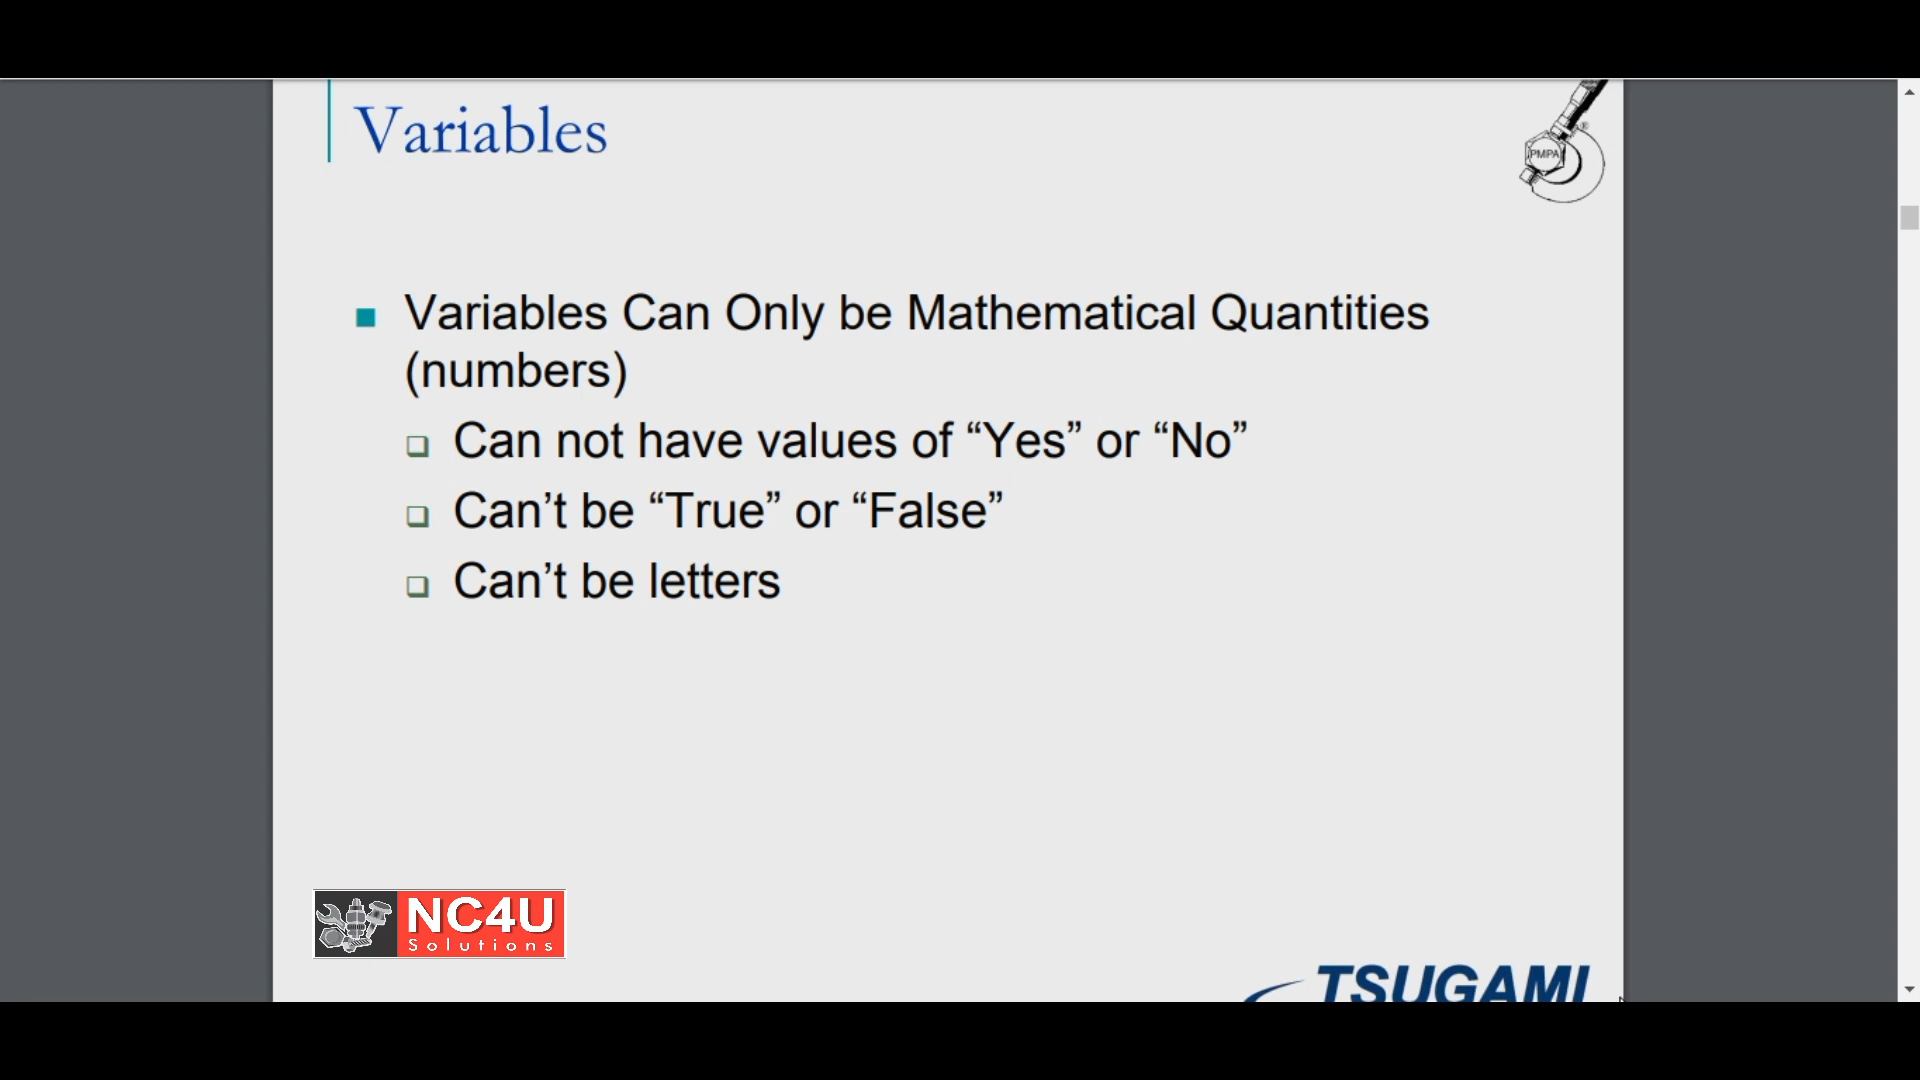 Variables
PMPA
®
Variables Can Only be Mathematical Quantities
(numbers)
Can not have values of “Yes” or “No”
Can’t be “True” or “False”
Can’t be letters
NC4U
Solutions
TSUGAMI